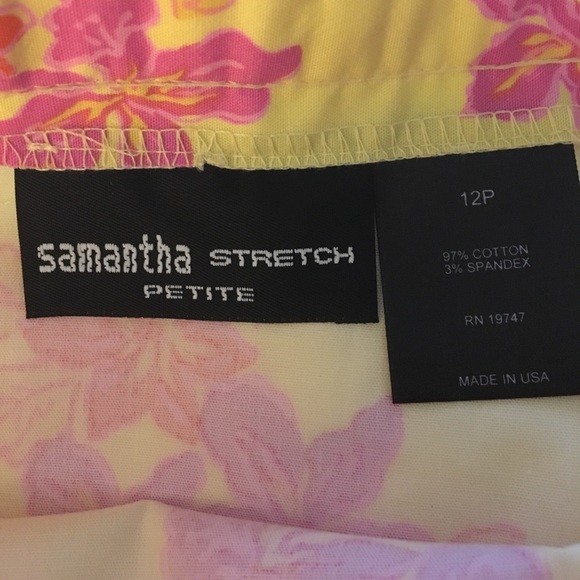 samantha STRETCH
PETITE
12P
97% COTTON
3% SPANDEX
RN 19747
MADE IN USA